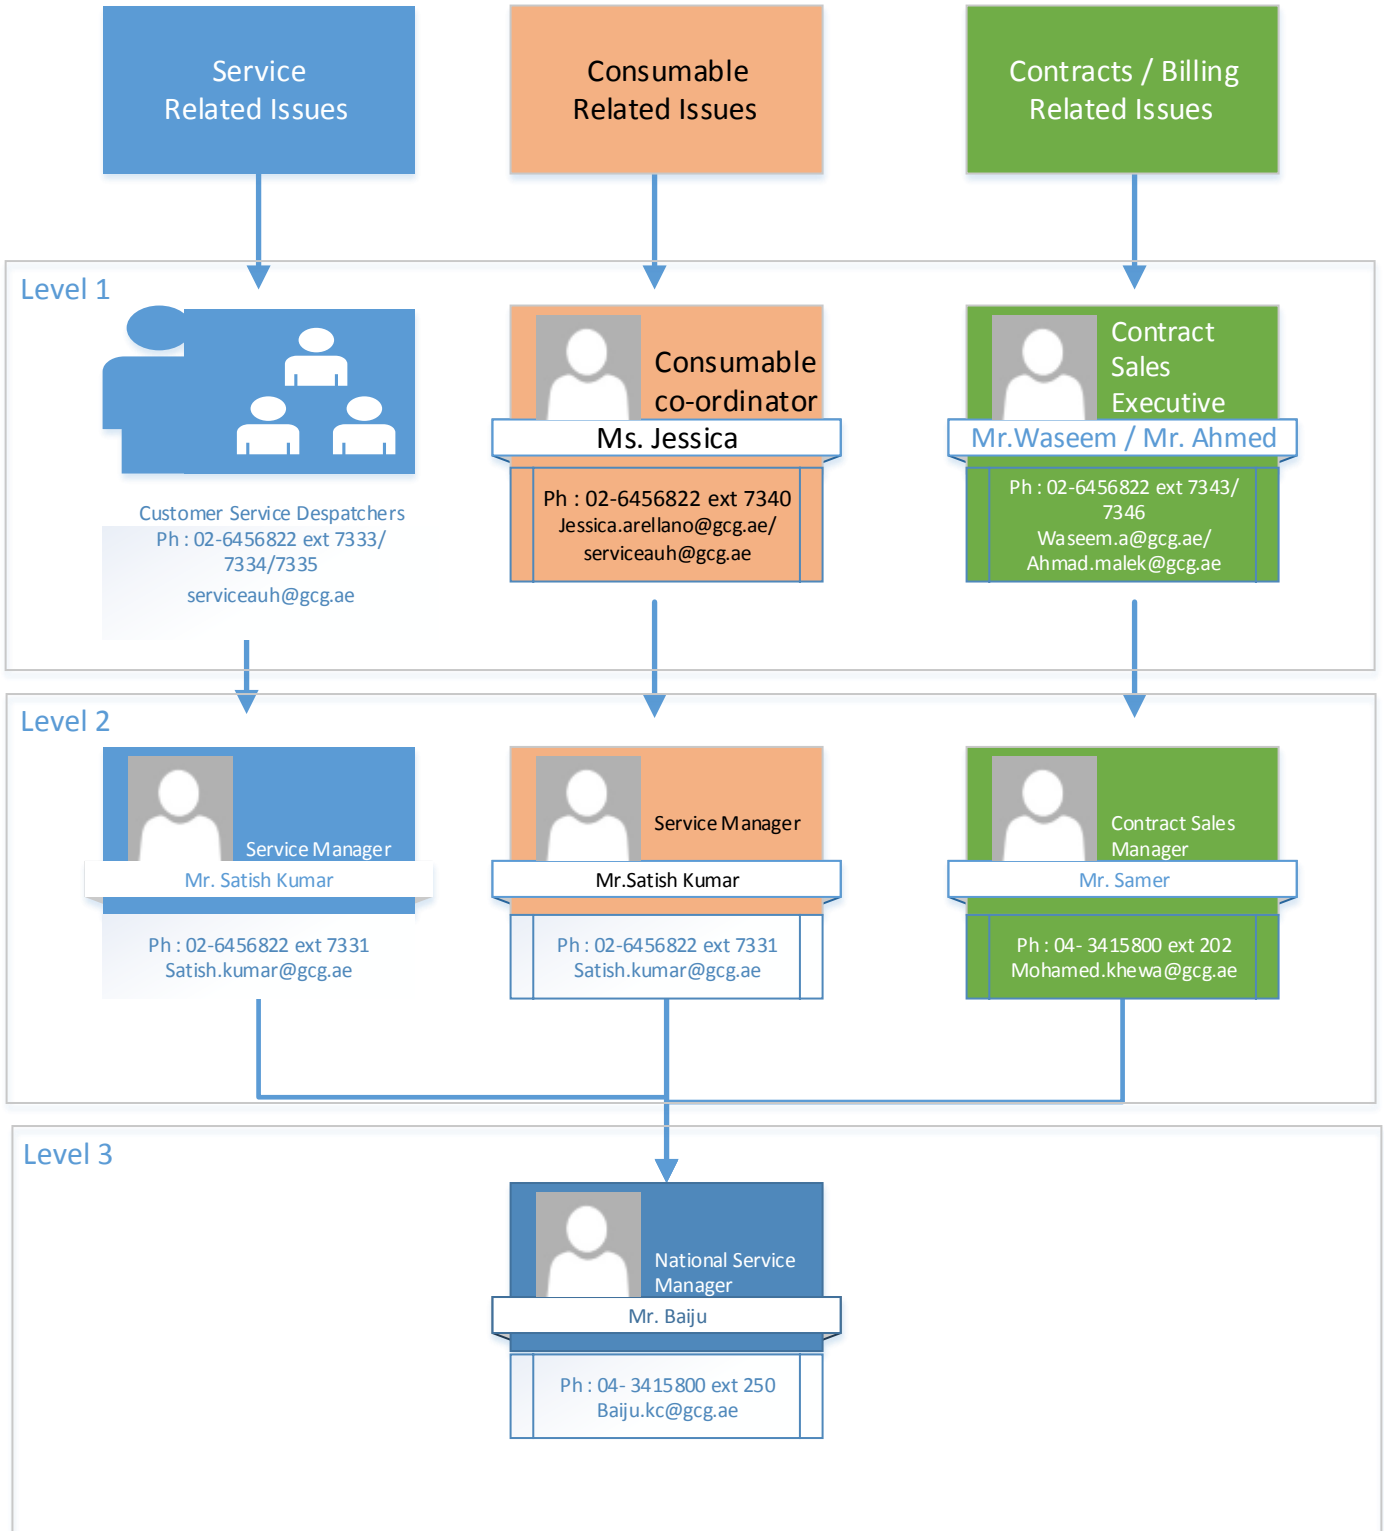 Service
Related Issues
Consumable
Related Issues
Contracts / Billing
Related Issues
Level 1
Customer Service Despatchers
Ph : 02-6456822 ext 7333/
7334/7335
serviceauh@gcg.ae
Consumable
co-ordinator
Ms. Jessica
Ph : 02-6456822 ext 7340
Jessica.arellano@gcg.ae/
serviceauh@gcg.ae
Contract
Sales
Executive
Mr.Waseem / Mr. Ahmed
Ph : 02-6456822 ext 7343/
7346
Waseem.a@gcg.ae/
Ahmad.malek@gcg.ae
Level 2
Service Manager
Mr. Satish Kumar
Ph : 02-6456822 ext 7331
Satish.kumar@gcg.ae
Service Manager
Mr.Satish Kumar
Ph : 02-6456822 ext 7331
Satish.kumar@gcg.ae
Contract Sales
Manager
Mr. Samer
Ph : 04- 3415800 ext 202
Mohamed.khewa@gcg.ae
Level 3
National Service
Manager
Mr. Baiju
Ph : 04- 3415800 ext 250
Baiju.kc@gcg.ae